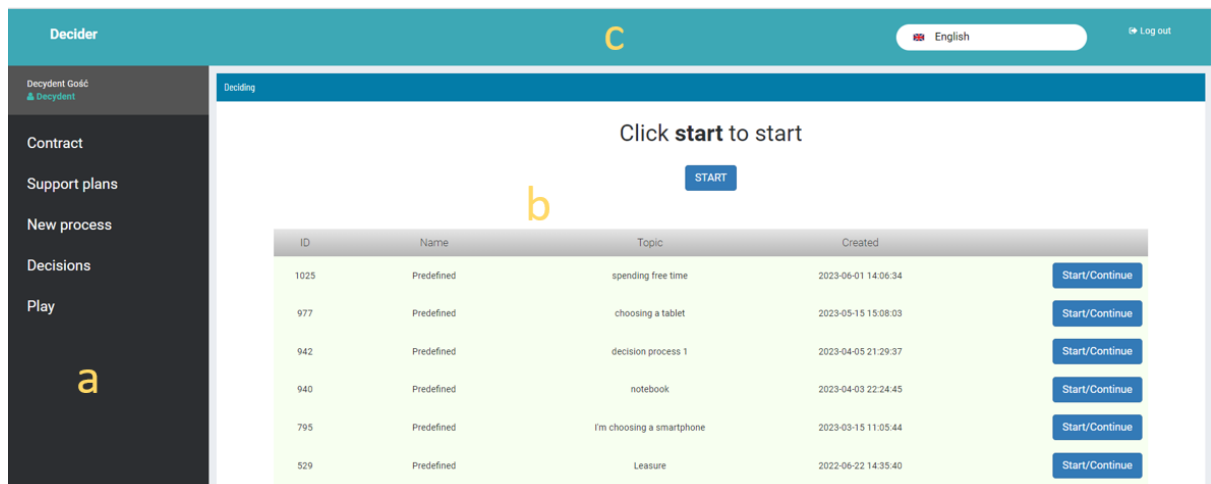 Decider
c
English
Log out
Decydent Gość
Decydent
Deciding
Contract
Support plans
New process
Decisions
Play
a
Click start to start
START
b
ID Name Topic Created
1025 Predefined spending free time 2023-06-01 14:06:34 Start/Continue
977 Predefined choosing a tablet 2023-05-15 15:08:03 Start/Continue
942 Predefined decision process 1 2023-04-05 21:29:37 Start/Continue
940 Predefined notebook 2023-04-03 22:24:45 Start/Continue
795 Predefined I'm choosing a smartphone 2023-03-15 11:05:44 Start/Continue
529 Predefined Leasure 2022-06-22 14:35:40 Start/Continue